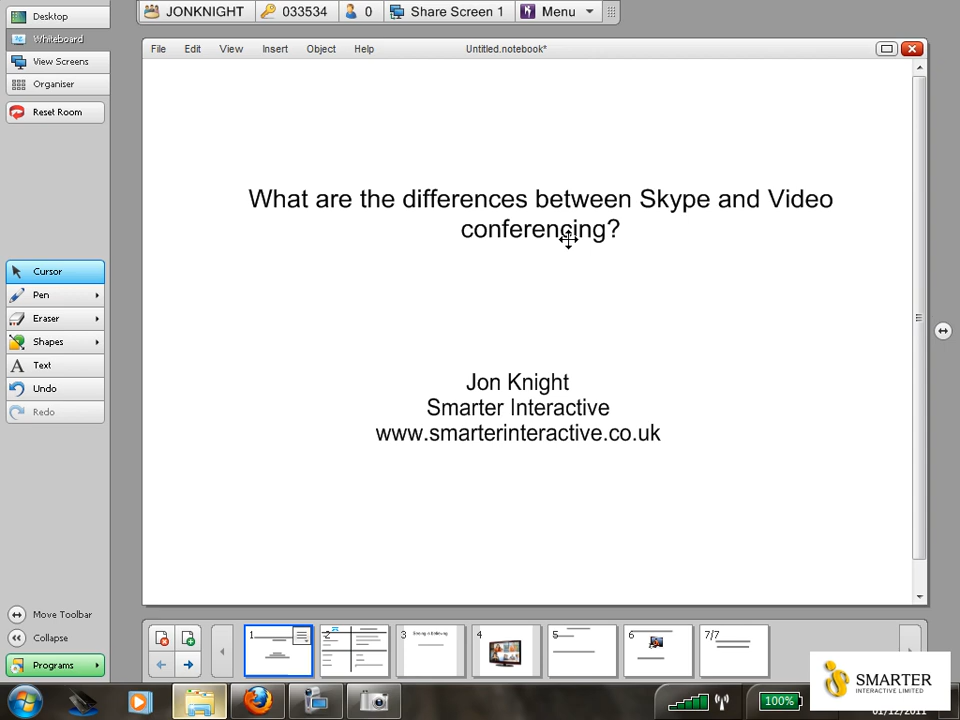 Desktop
Whiteboard
View Screens
Organiser
Reset Room
JONKNIGHT 033534 0 Share Screen 1 Menu
File Edit View Insert Object Help Untitled.notebook*
What are the differences between Skype and Video
conferencing?
Jon Knight
Smarter Interactive
www.smarterinteractive.co.uk
Cursor
Pen
Eraser
Shapes
A Text
Undo
Redo
Move Toolbar
Collapse
Programs
1 2 3 4 5 6 7/7
100%
SMARTER
INTERACTIVE LIMITED